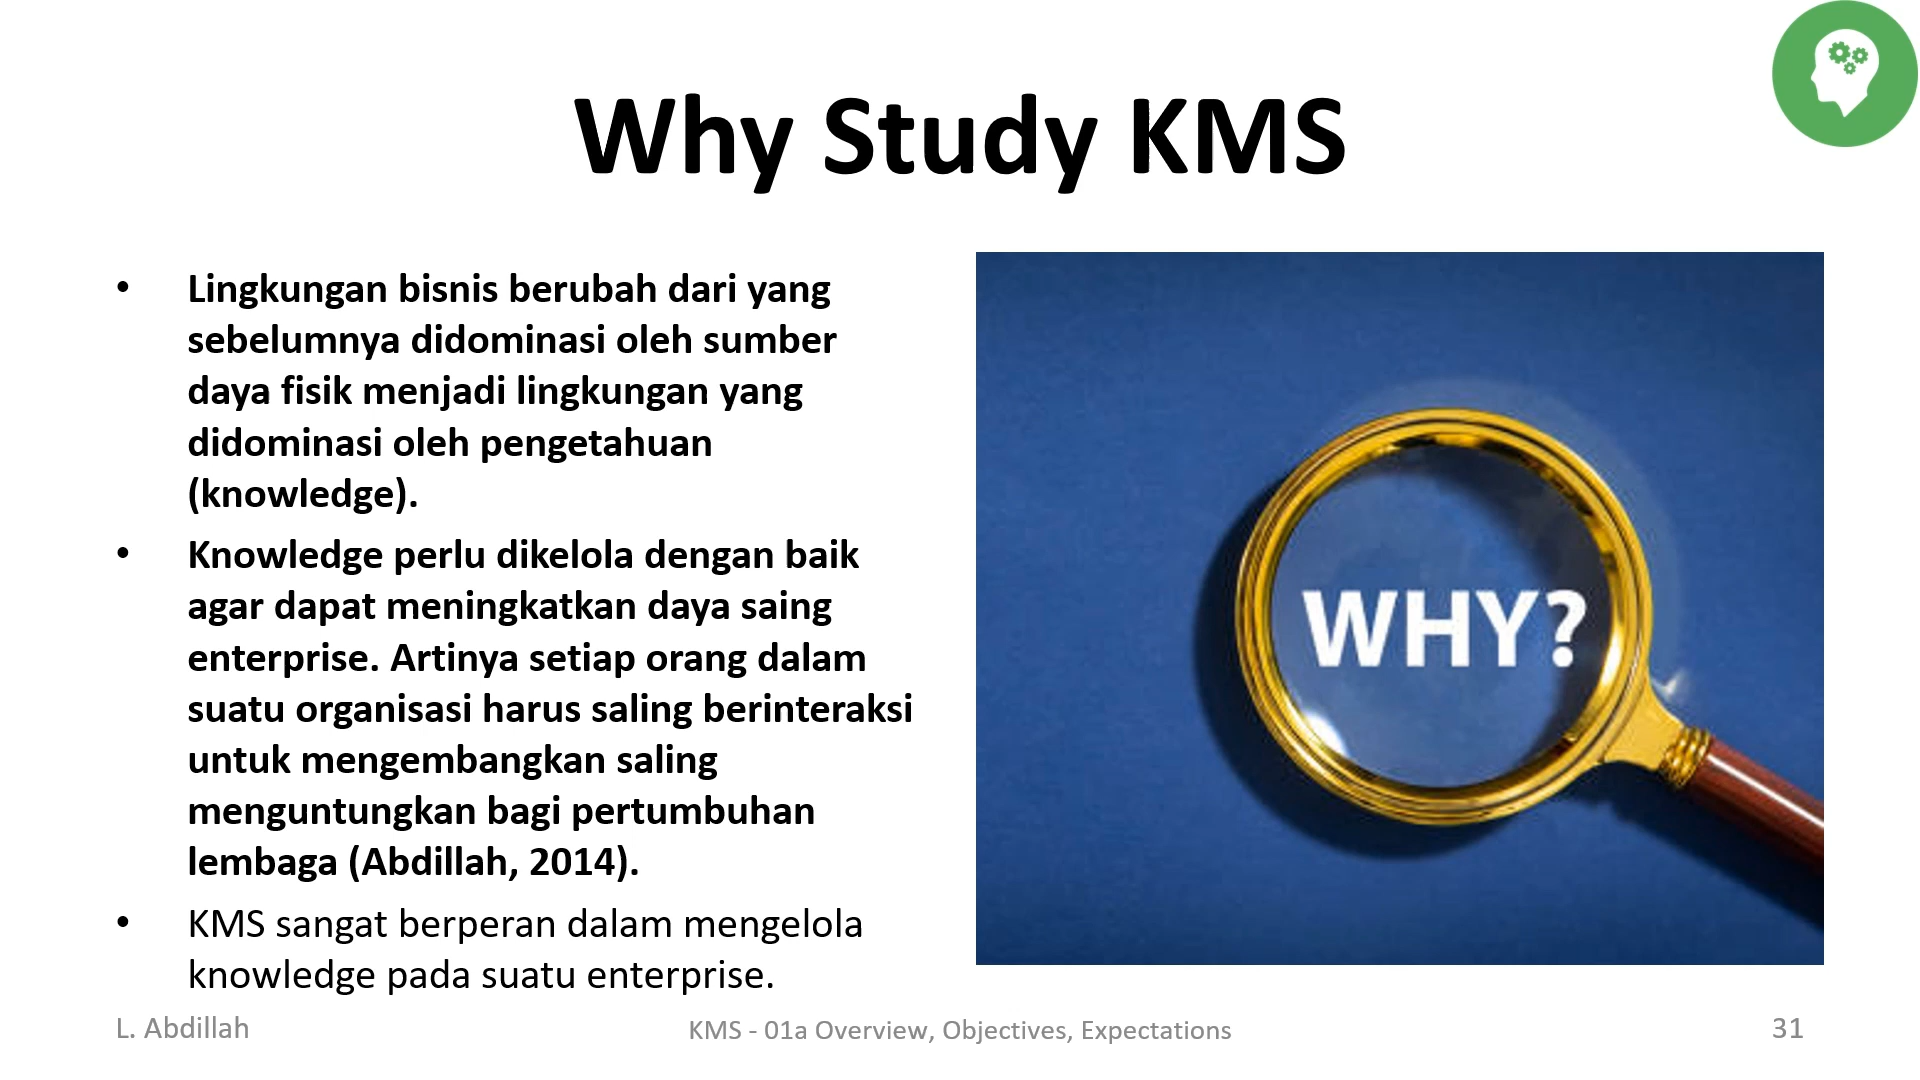 Why Study KMS
• Lingkungan bisnis berubah dari yang
sebelumnya didominasi oleh sumber
daya fisik menjadi lingkungan yang
didominasi oleh pengetahuan
(knowledge).
• Knowledge perlu dikelola dengan baik
agar dapat meningkatkan daya saing
enterprise. Artinya setiap orang dalam
suatu organisasi harus saling berinteraksi
untuk mengembangkan saling
menguntungkan bagi pertumbuhan
lembaga (Abdillah, 2014).
• KMS sangat berperan dalam mengelola
knowledge pada suatu enterprise.
WHY?
L. Abdillah
KMS - 01a Overview, Objectives, Expectations
31